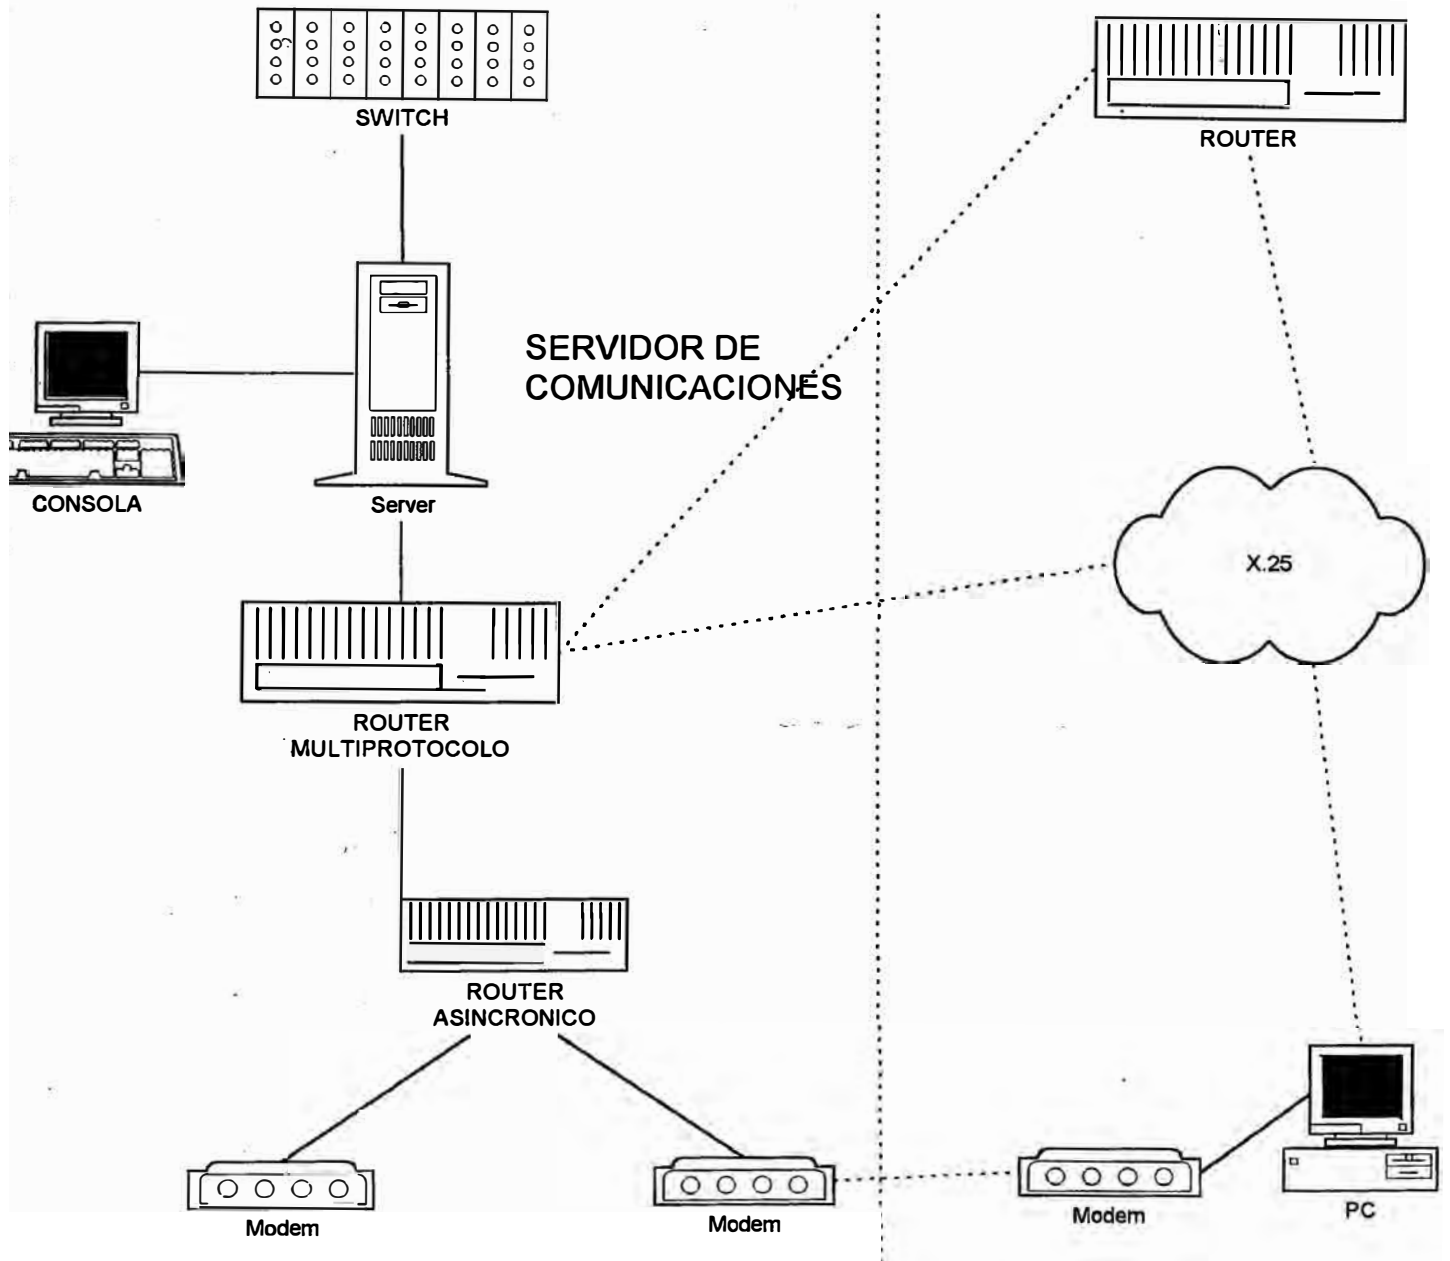 SWITCH
ROUTER
SERVIDOR DE
COMUNICACIONES
CONSOLA
Server
X.25
ROUTER
MULTIPROTOCOLO
ROUTER
ASINCRONICO
Modem
Modem
Modem
PC